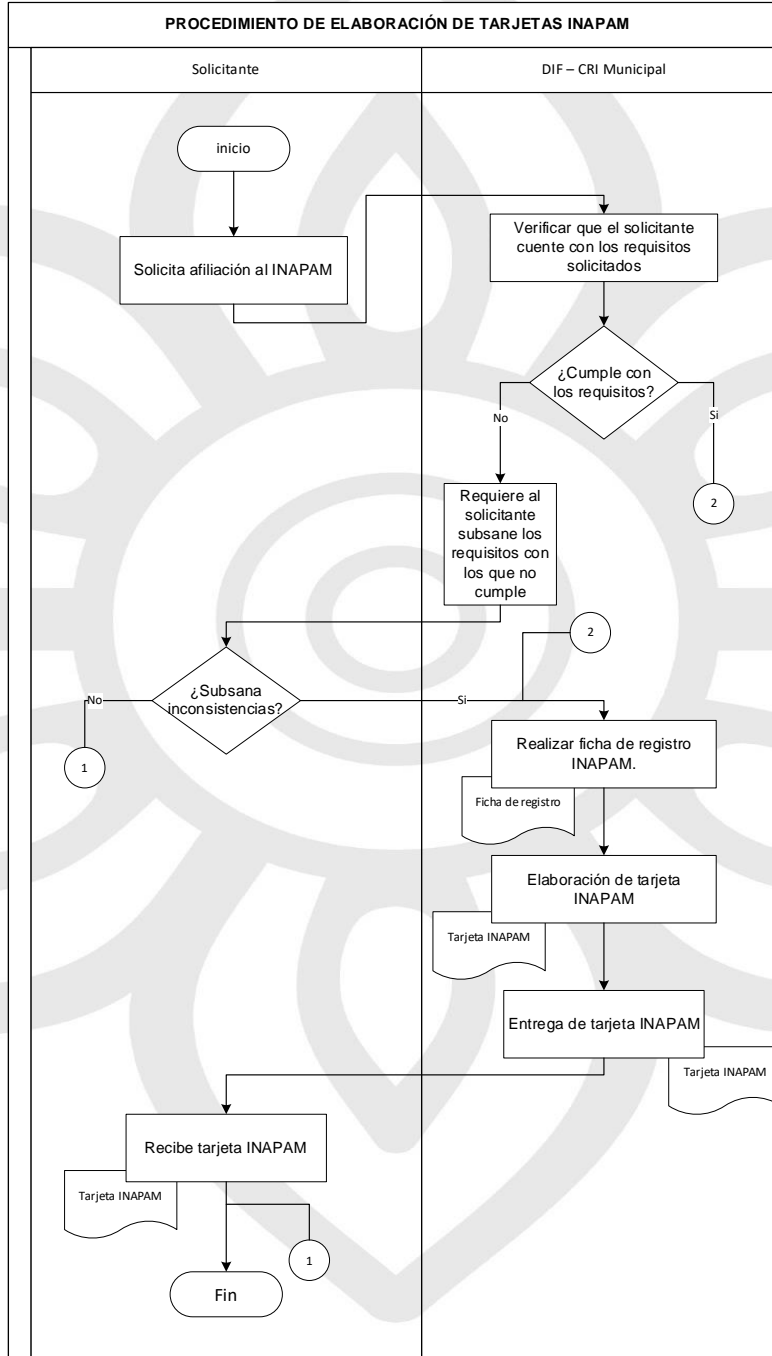 PROCEDIMIENTO DE ELABORACIÓN DE TARJETAS INAPAM
Solicitante
DIF – CRI Municipal
inicio
Solicita afiliación al INAPAM
Verificar que el solicitante
cuente con los requisitos
solicitados
¿Cumple con
los requisitos?
No
Si
2
Requiere al
solicitante
subsane los
requisitos con
los que no
cumple
2
¿Subsana
inconsistencias?
No
Si
1
Realizar ficha de registro
INAPAM.
Ficha de registro
Elaboración de tarjeta
INAPAM
Tarjeta INAPAM
Entrega de tarjeta INAPAM
Tarjeta INAPAM
Recibe tarjeta INAPAM
Tarjeta INAPAM
1
Fin